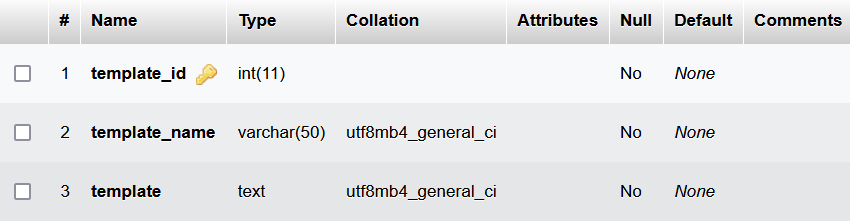 # Name Type Collation Attributes Null Default Comments
1 template_id int(11) No None
2 template_name varchar(50) utf8mb4_general_ci No None
3 template text utf8mb4_general_ci No None